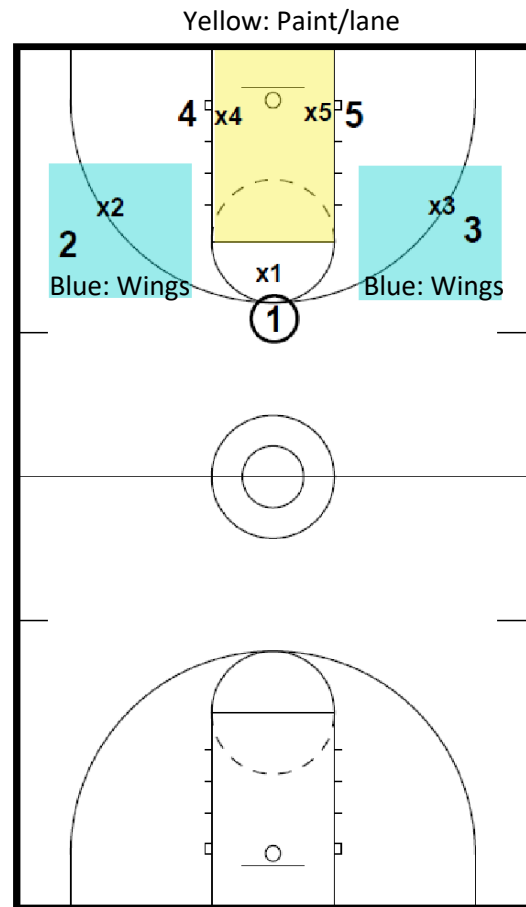 Yellow: Paint/lane
4 x4 x5 5
x2 x3
2 3
x1
Blue: Wings Blue: Wings
1